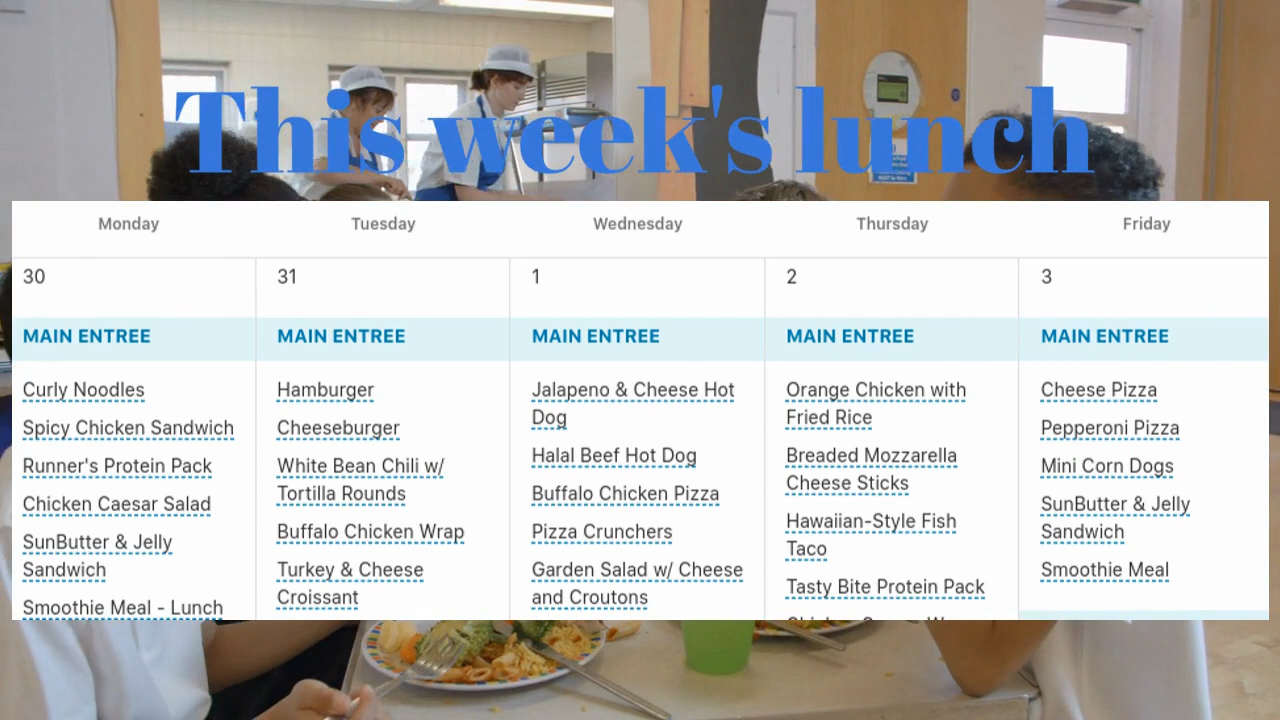 This week's lunch
Monday
Tuesday
Wednesday
Thursday
Friday
30
31
1
2
3
MAIN ENTREE
MAIN ENTREE
MAIN ENTREE
MAIN ENTREE
MAIN ENTREE
Curly Noodles
Spicy Chicken Sandwich
Runner's Protein Pack
Chicken Caesar Salad
SunButter & Jelly
Sandwich
Smoothie Meal - Lunch
Hamburger
Cheeseburger
White Bean Chili w/
Tortilla Rounds
Buffalo Chicken Wrap
Turkey & Cheese
Croissant
Jalapeno & Cheese Hot
Dog
Halal Beef Hot Dog
Buffalo Chicken Pizza
Pizza Crunchers
Garden Salad w/ Cheese
and Croutons
Orange Chicken with
Fried Rice
Breaded Mozzarella
Cheese Sticks
Hawaiian-Style Fish
Taco
Tasty Bite Protein Pack
Cheese Pizza
Pepperoni Pizza
Mini Corn Dogs
SunButter & Jelly
Sandwich
Smoothie Meal